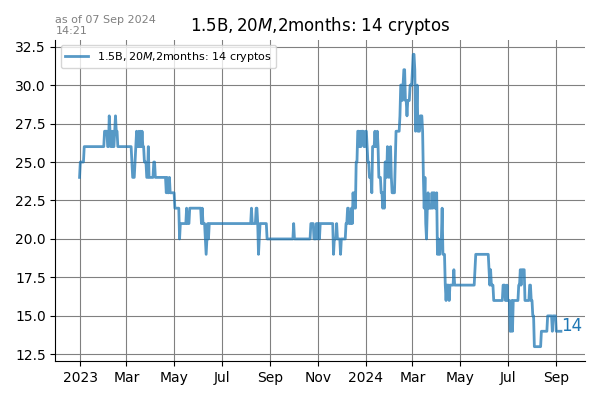 as of 07 Sep 2024
14:21
1.5B, 20M,2months: 14 cryptos
1.5B, 20M,2months: 14 cryptos
32.5
30.0
27.5
25.0
22.5
20.0
17.5
15.0
12.5
14
2023 Mar May Jul Sep Nov 2024 Mar May Jul Sep